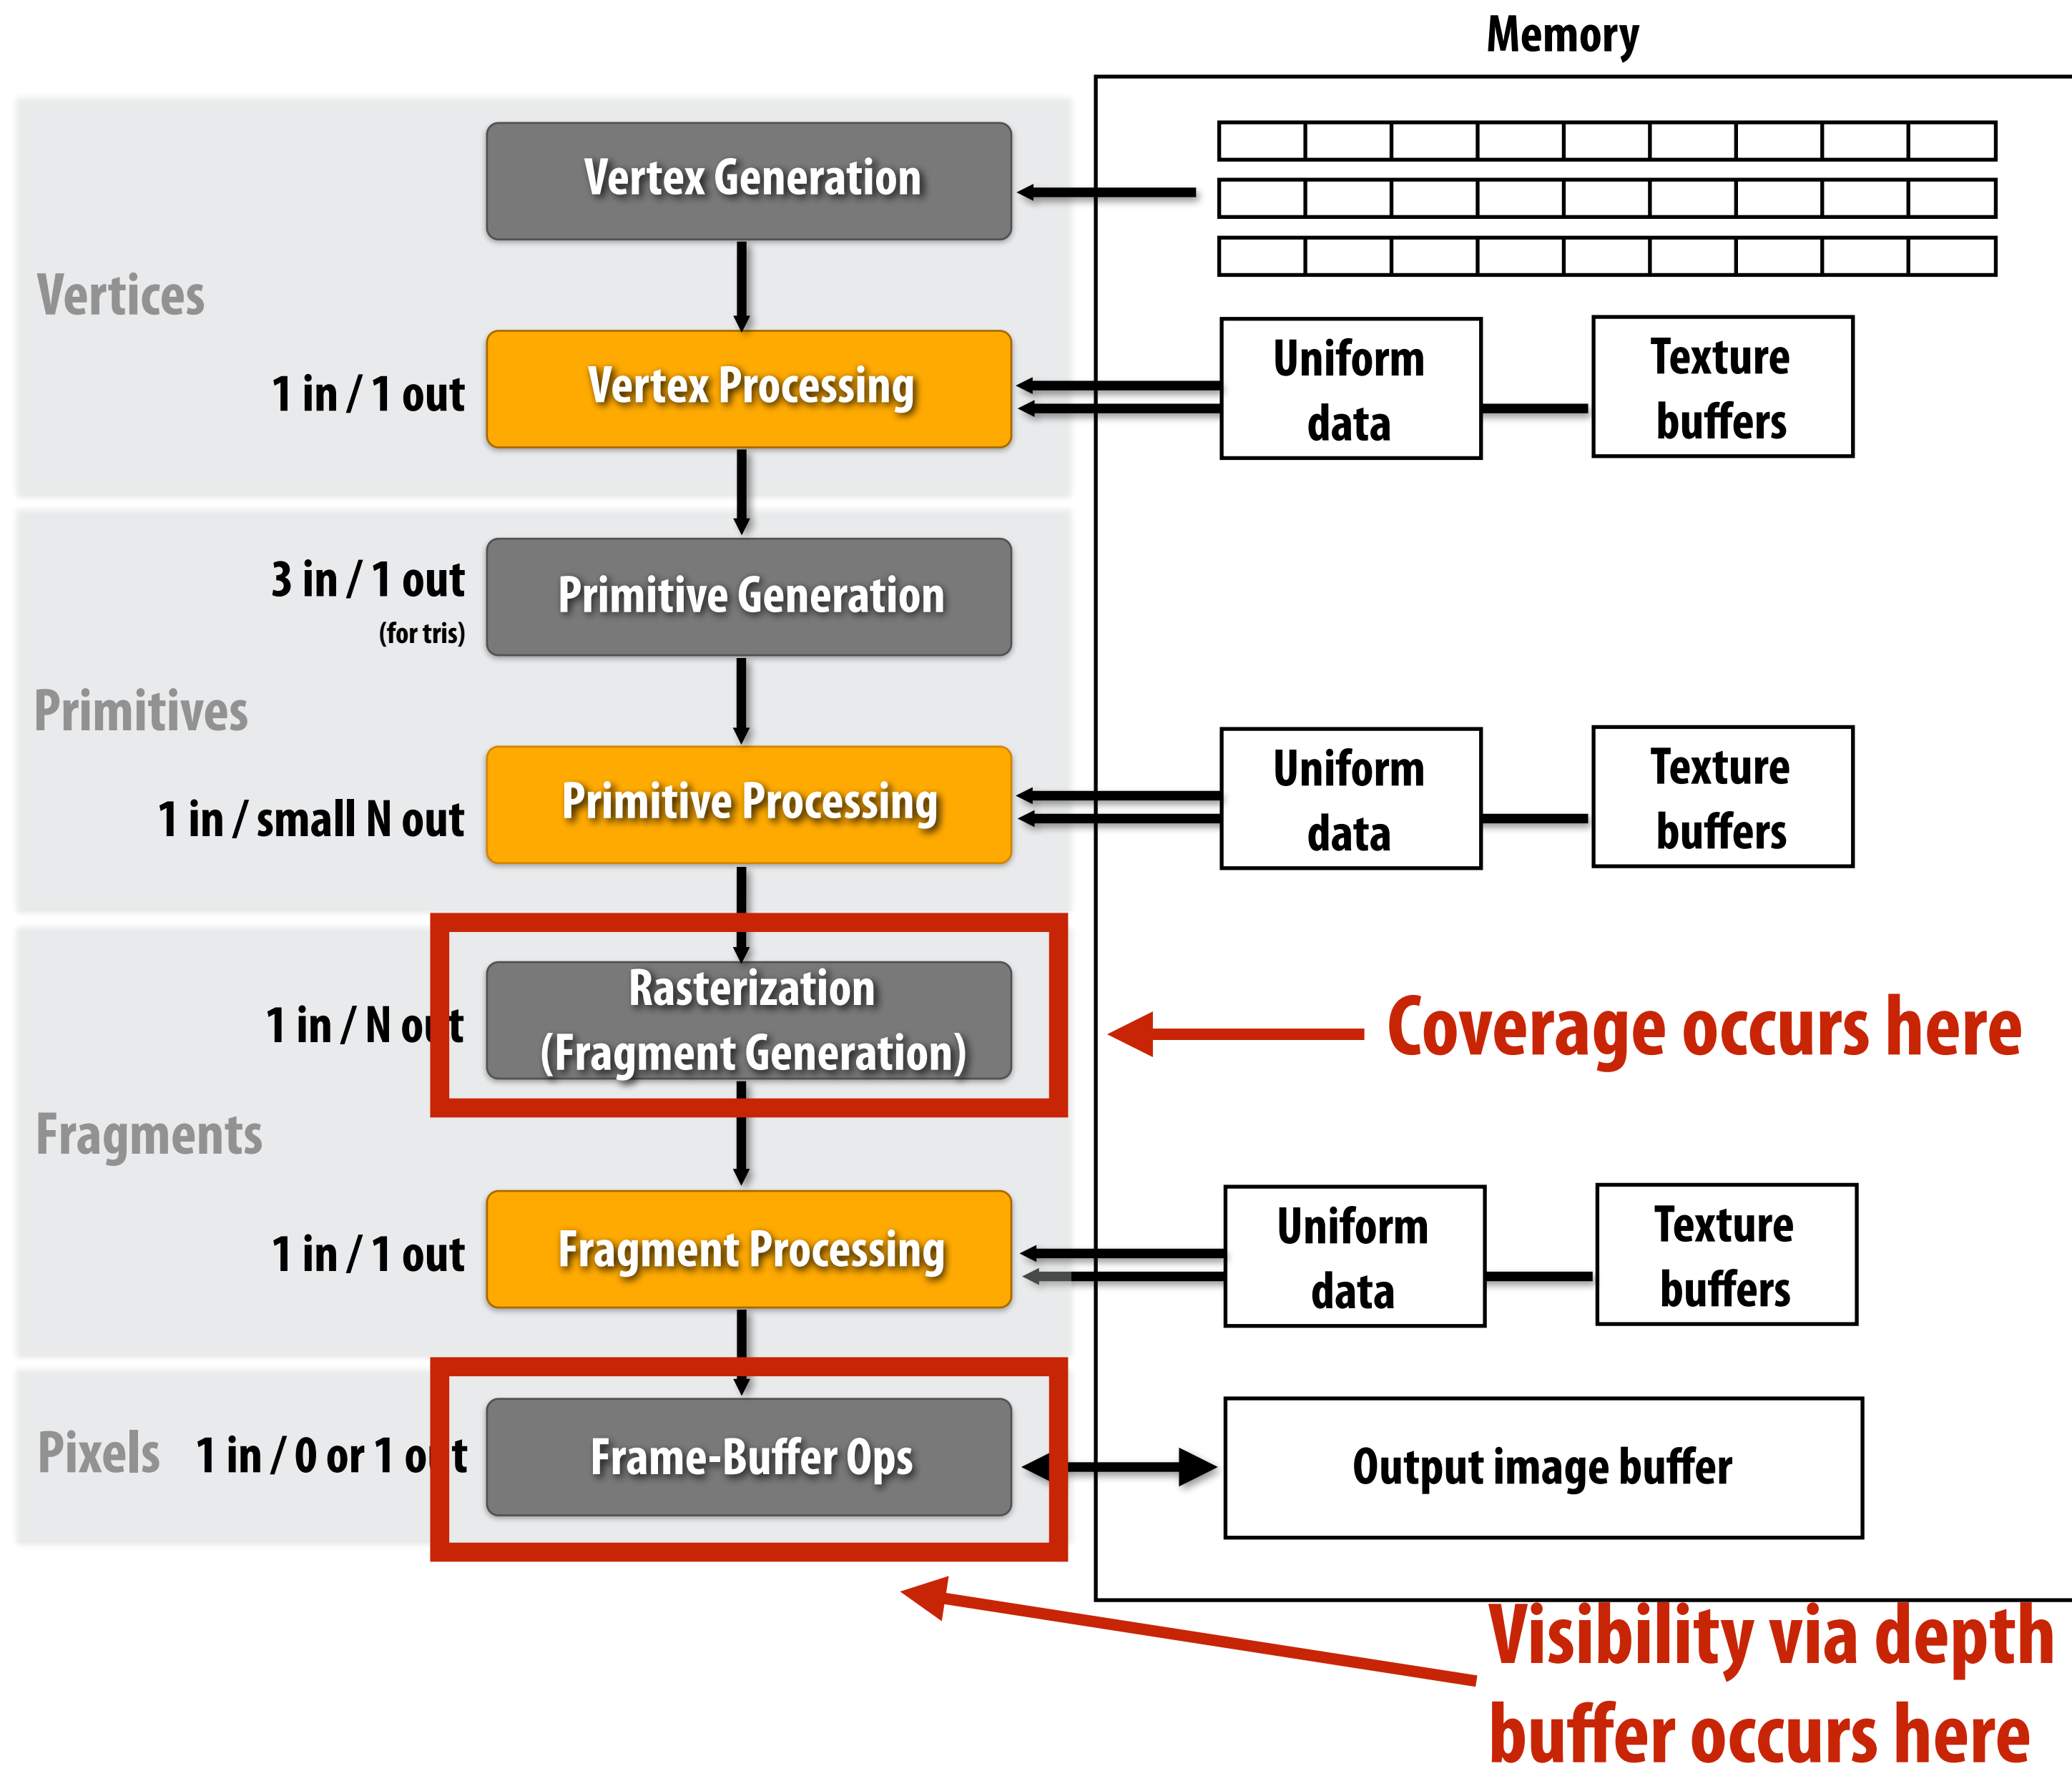 Memory
Vertex Generation
Vertices
1 in / 1 out
Vertex Processing
Uniform
data
Texture
buffers
3 in / 1 out
(for tris)
Primitive Generation
Primitives
1 in / small N out
Primitive Processing
Uniform
data
Texture
buffers
1 in / N out
Rasterization
(Fragment Generation)
Coverage occurs here
Fragments
1 in / 1 out
Fragment Processing
Uniform
data
Texture
buffers
Pixels
1 in / 0 or 1 out
Frame-Buffer Ops
Output image buffer
Visibility via depth
buffer occurs here